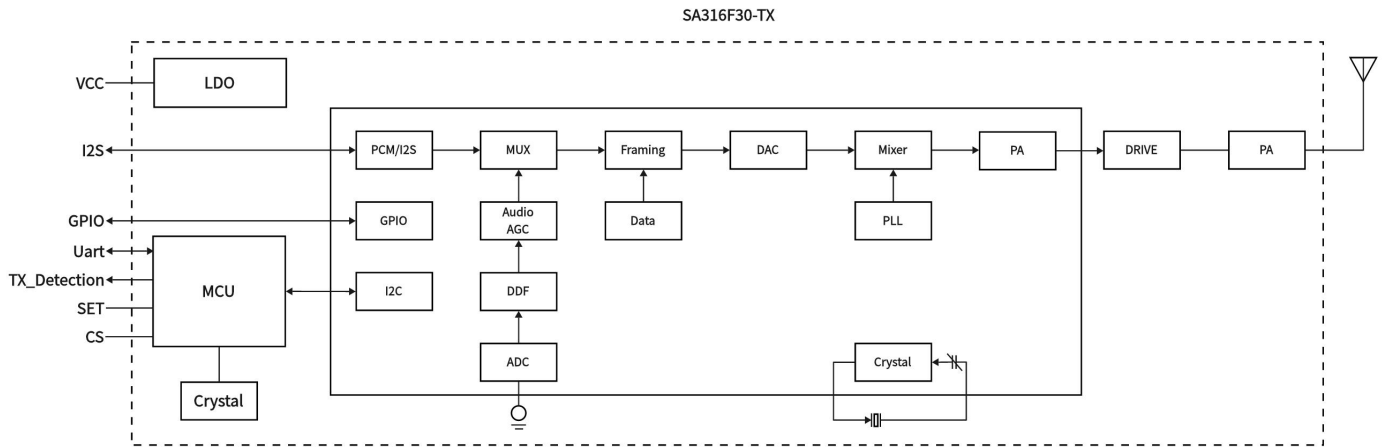 SA316F30-TX
VCC
LDO
I2S
PCM/I2S
MUX
Framing
DAC
Mixer
PA
DRIVE
PA
GPIO
GPIO
Audio
AGC
Data
PLL
Uart
TX_Detection
MCU
I2C
DDF
SET
CS
ADC
Crystal
Crystal